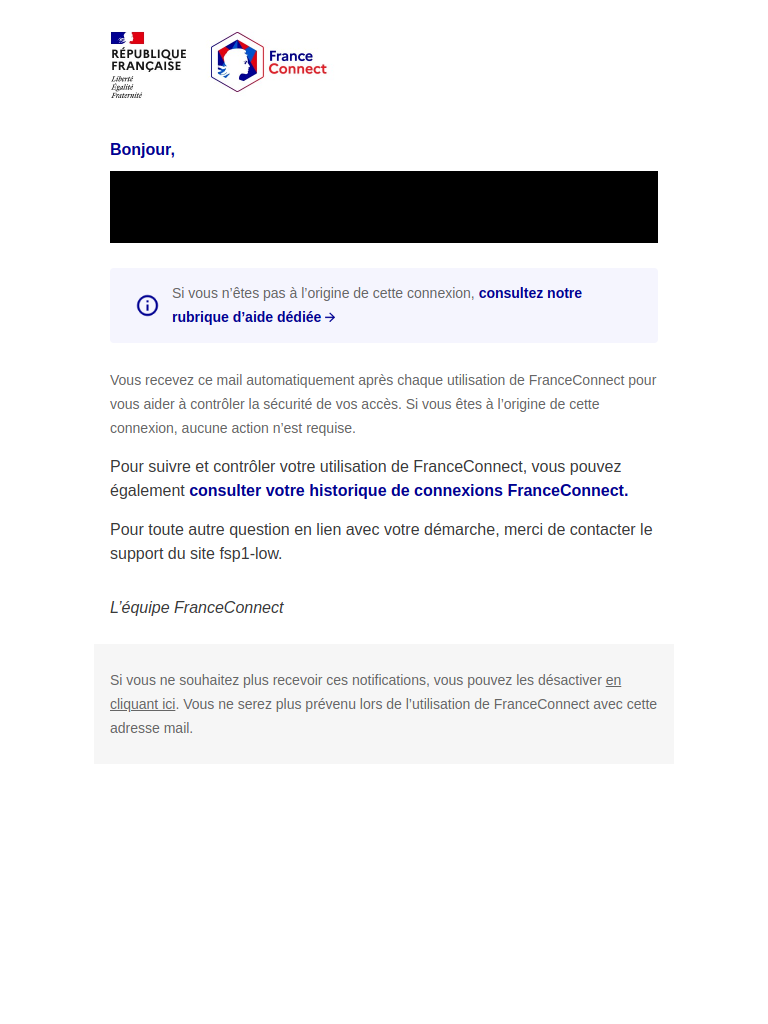 RÉPUBLIQUE
FRANÇAISE
Liberté
Égalité
Fraternité
France
Connect
Bonjour,
Si vous n’êtes pas à l’origine de cette connexion, consultez notre
rubrique d’aide dédiée →
Vous recevez ce mail automatiquement après chaque utilisation de FranceConnect pour
vous aider à contrôler la sécurité de vos accès. Si vous êtes à l’origine de cette
connexion, aucune action n’est requise.
Pour suivre et contrôler votre utilisation de FranceConnect, vous pouvez
également consulter votre historique de connexions FranceConnect.
Pour toute autre question en lien avec votre démarche, merci de contacter le
support du site fsp1-low.
L’équipe FranceConnect
Si vous ne souhaitez plus recevoir ces notifications, vous pouvez les désactiver en
cliquant ici. Vous ne serez plus prévenu lors de l’utilisation de FranceConnect avec cette
adresse mail.